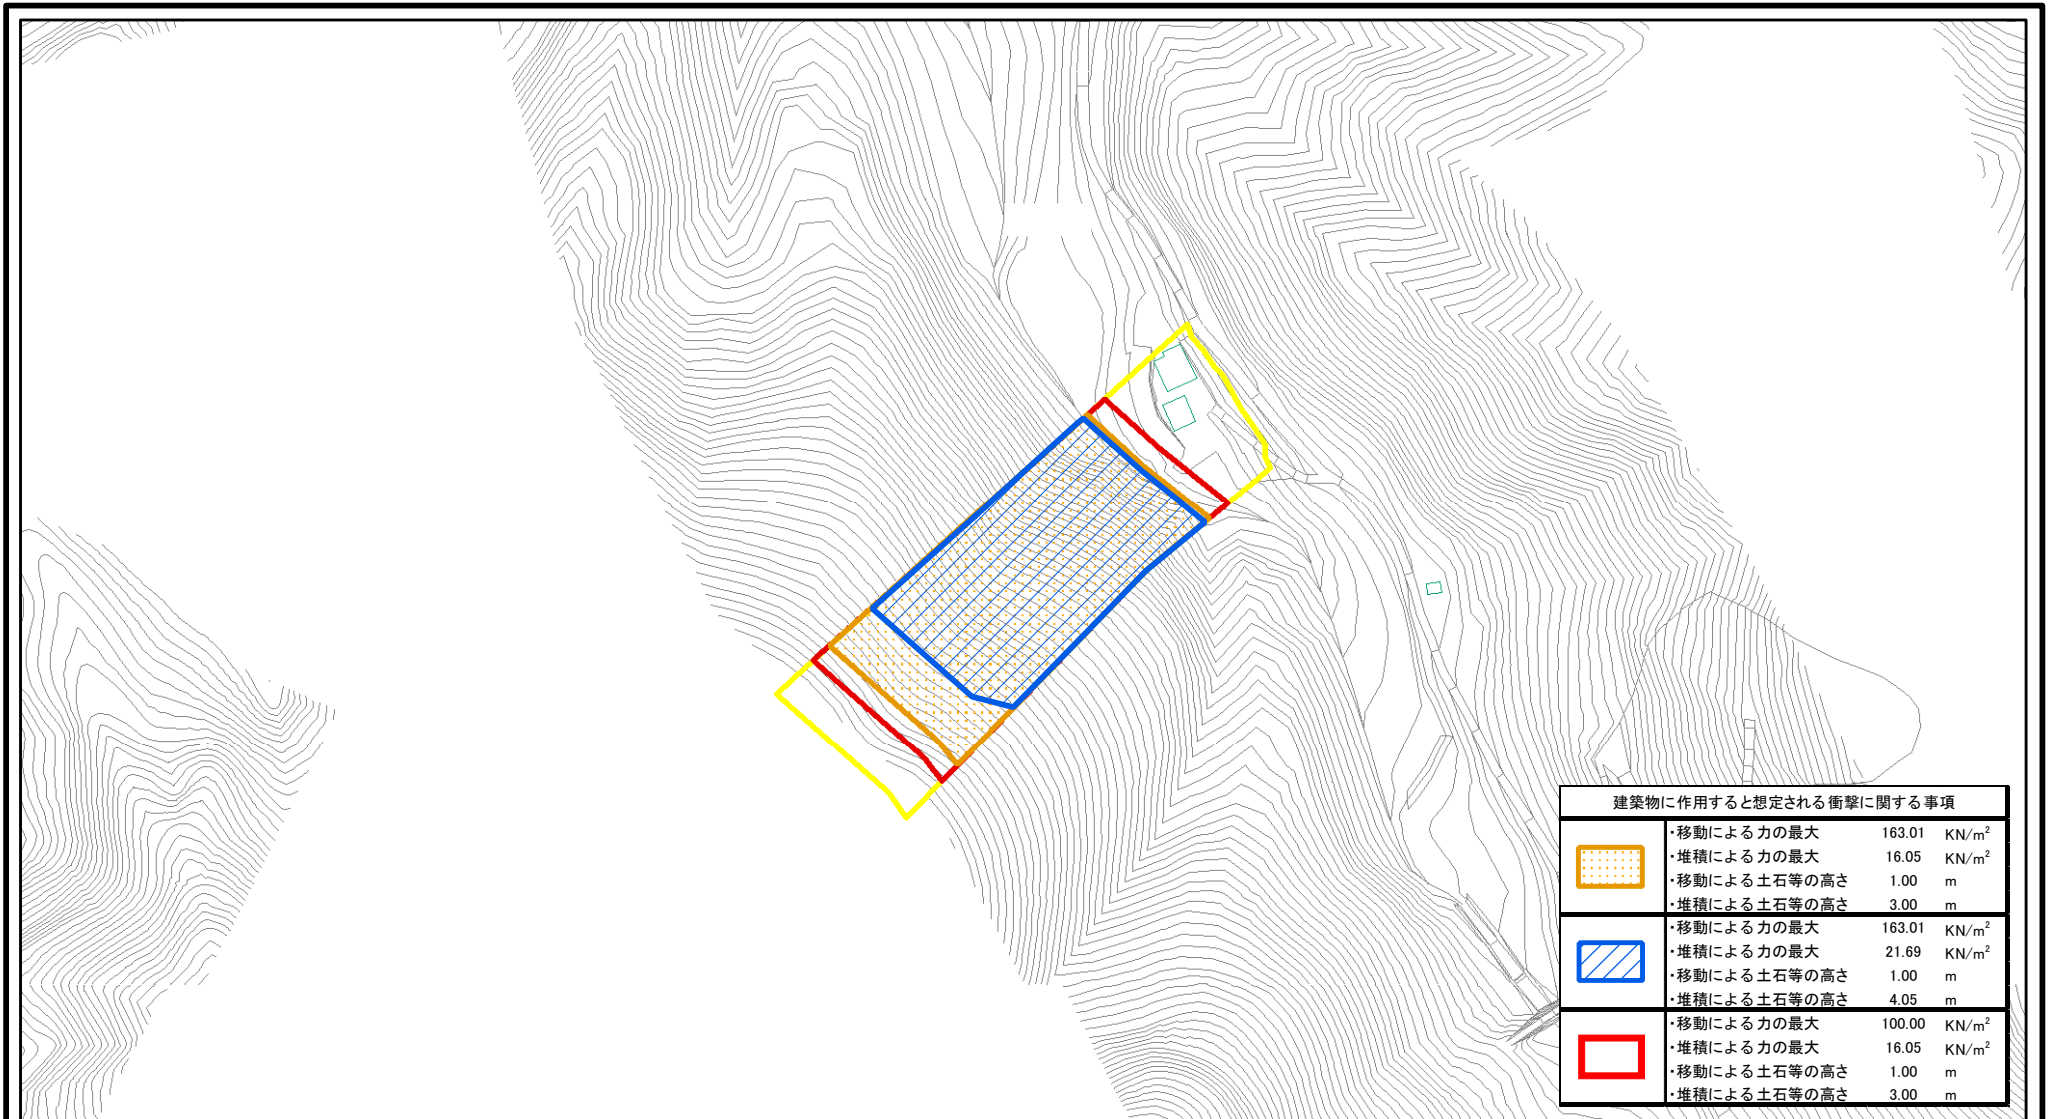 建築物に作用すると想定される衝撃に関する事項
・移動による力の最大 163.01 KN/m²
・堆積による力の最大 16.05 KN/m²
・移動による土石等の高さ 1.00 m
・堆積による土石等の高さ 3.00 m
・移動による力の最大 163.01 KN/m²
・堆積による力の最大 21.69 KN/m²
・移動による土石等の高さ 1.00 m
・堆積による土石等の高さ 4.05 m
・移動による力の最大 100.00 KN/m²
・堆積による力の最大 16.05 KN/m²
・移動による土石等の高さ 1.00 m
・堆積による土石等の高さ 3.00 m